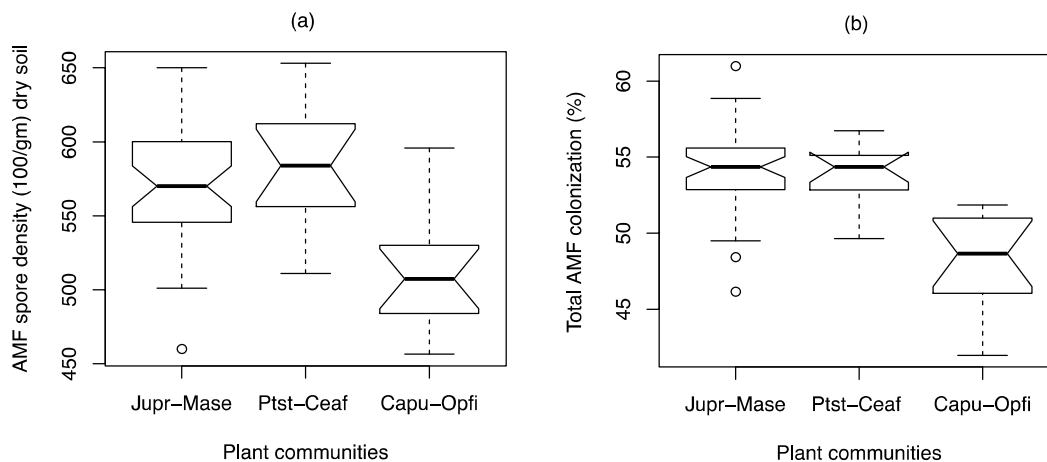 (a)
AMF spore density (100/gm) dry soil
650
600
550
500
450
Jupr−Mase Ptst−Ceaf Capu−Opfi
Plant communities
(b)
Total AMF colonization (%)
60
55
50
45
Jupr−Mase Ptst−Ceaf Capu−Opfi
Plant communities